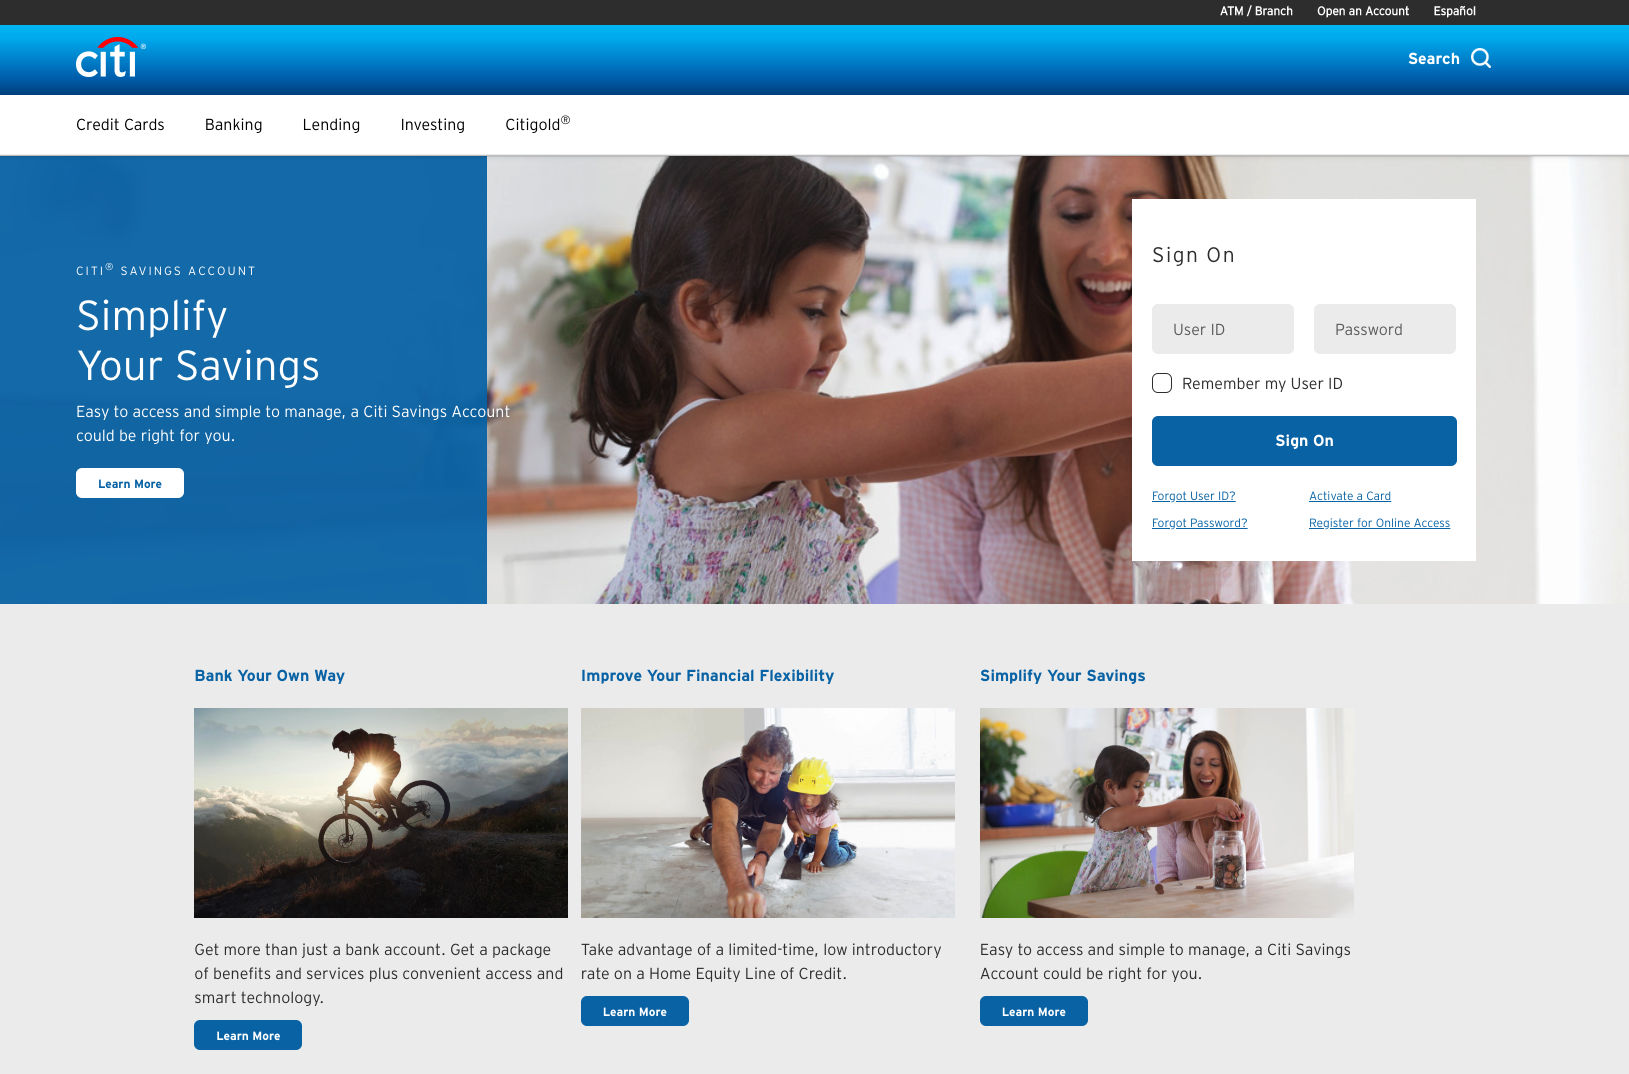 ATM / Branch
Open an Account
Español
citi®
Search
Credit Cards
Banking
Lending
Investing
Citigold®
CITI® SAVINGS ACCOUNT
Simplify
Your Savings
Easy to access and simple to manage, a Citi Savings Account
could be right for you.
Learn More
Sign On
User ID
Password
Remember my User ID
Sign On
Forgot User ID?
Activate a Card
Forgot Password?
Register for Online Access
Bank Your Own Way
Get more than just a bank account. Get a package
of benefits and services plus convenient access and
smart technology.
Learn More
Improve Your Financial Flexibility
Take advantage of a limited-time, low introductory
rate on a Home Equity Line of Credit.
Learn More
Simplify Your Savings
Easy to access and simple to manage, a Citi Savings
Account could be right for you.
Learn More